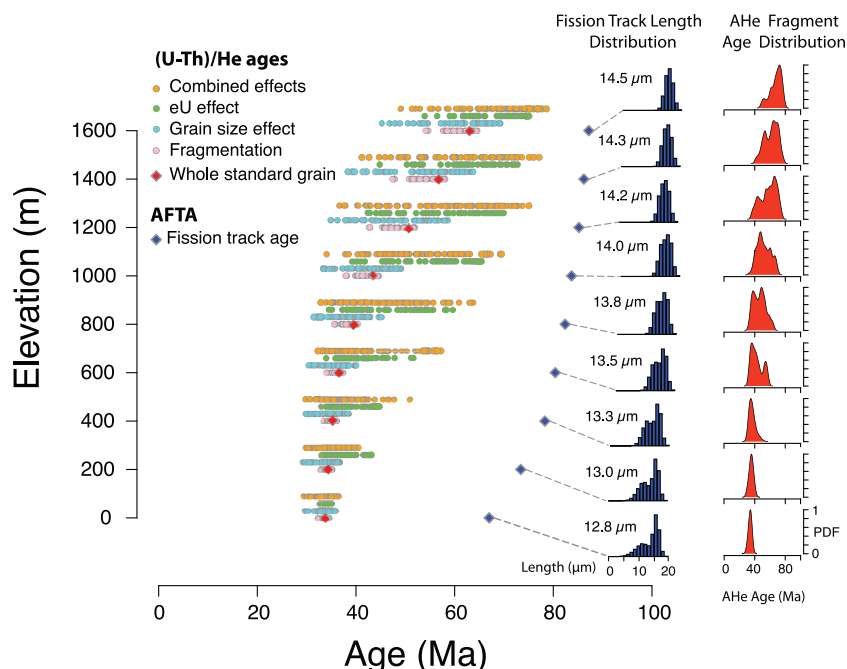 Fission Track Length
Distribution
AHe Fragment
Age Distribution
(U-Th)/He ages
Combined effects
eU effect
Grain size effect
Fragmentation
Whole standard grain
AFTA
Fission track age
Elevation (m)
1600
1400
1200
1000
800
600
400
200
0
14.5 µm
14.3 µm
14.2 µm
14.0 µm
13.8 µm
13.5 µm
13.3 µm
13.0 µm
12.8 µm
1
PDF
0
Length (µm)
0 10 20
0 40 80
AHe Age (Ma)
0 20 40 60 80 100
Age (Ma)